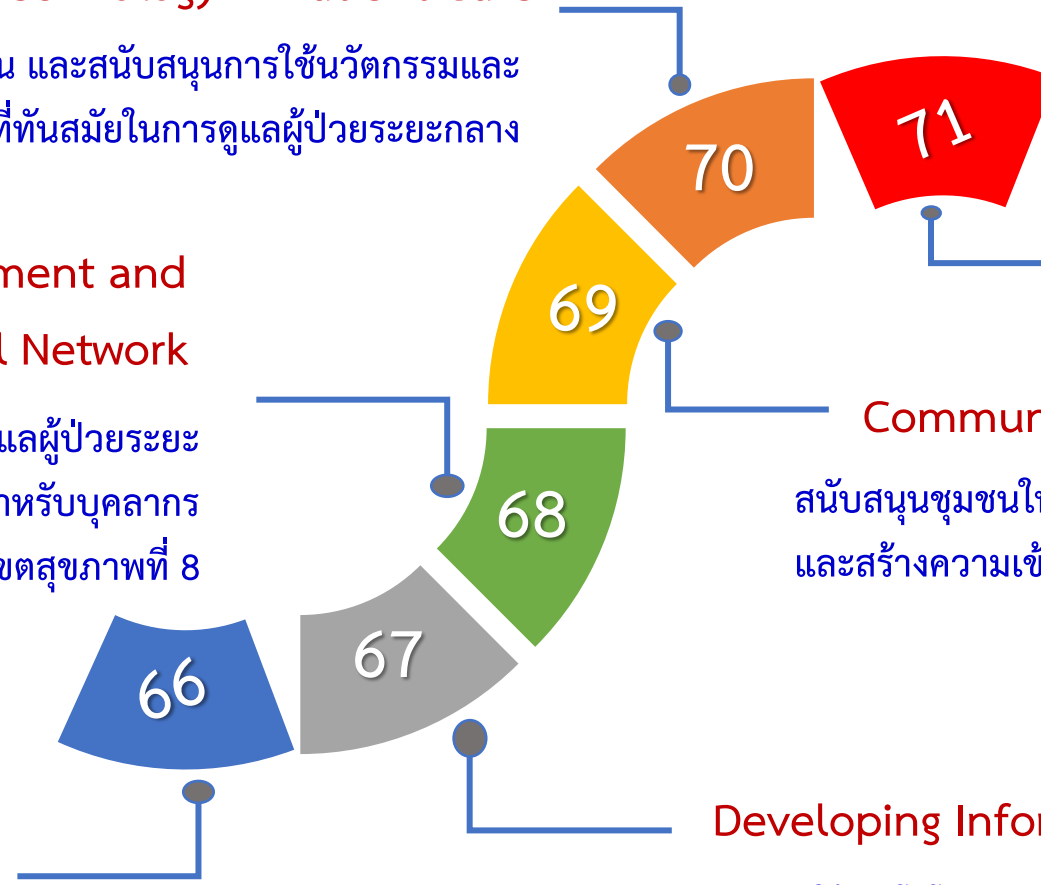 น และสนับสนุนการใช้นวัตกรรมและ
ที่ทันสมัยในการดูแลผู้ป่วยระยะกลาง
71
70
69
ment and
l Network
แลผู้ป่วยระยะ
ำหรับบุคลากร
ขตสุขภาพที่ 8
68
Commun
สนับสนุนชุมชนให
และสร้างความเข้
67
66
Developing Infor